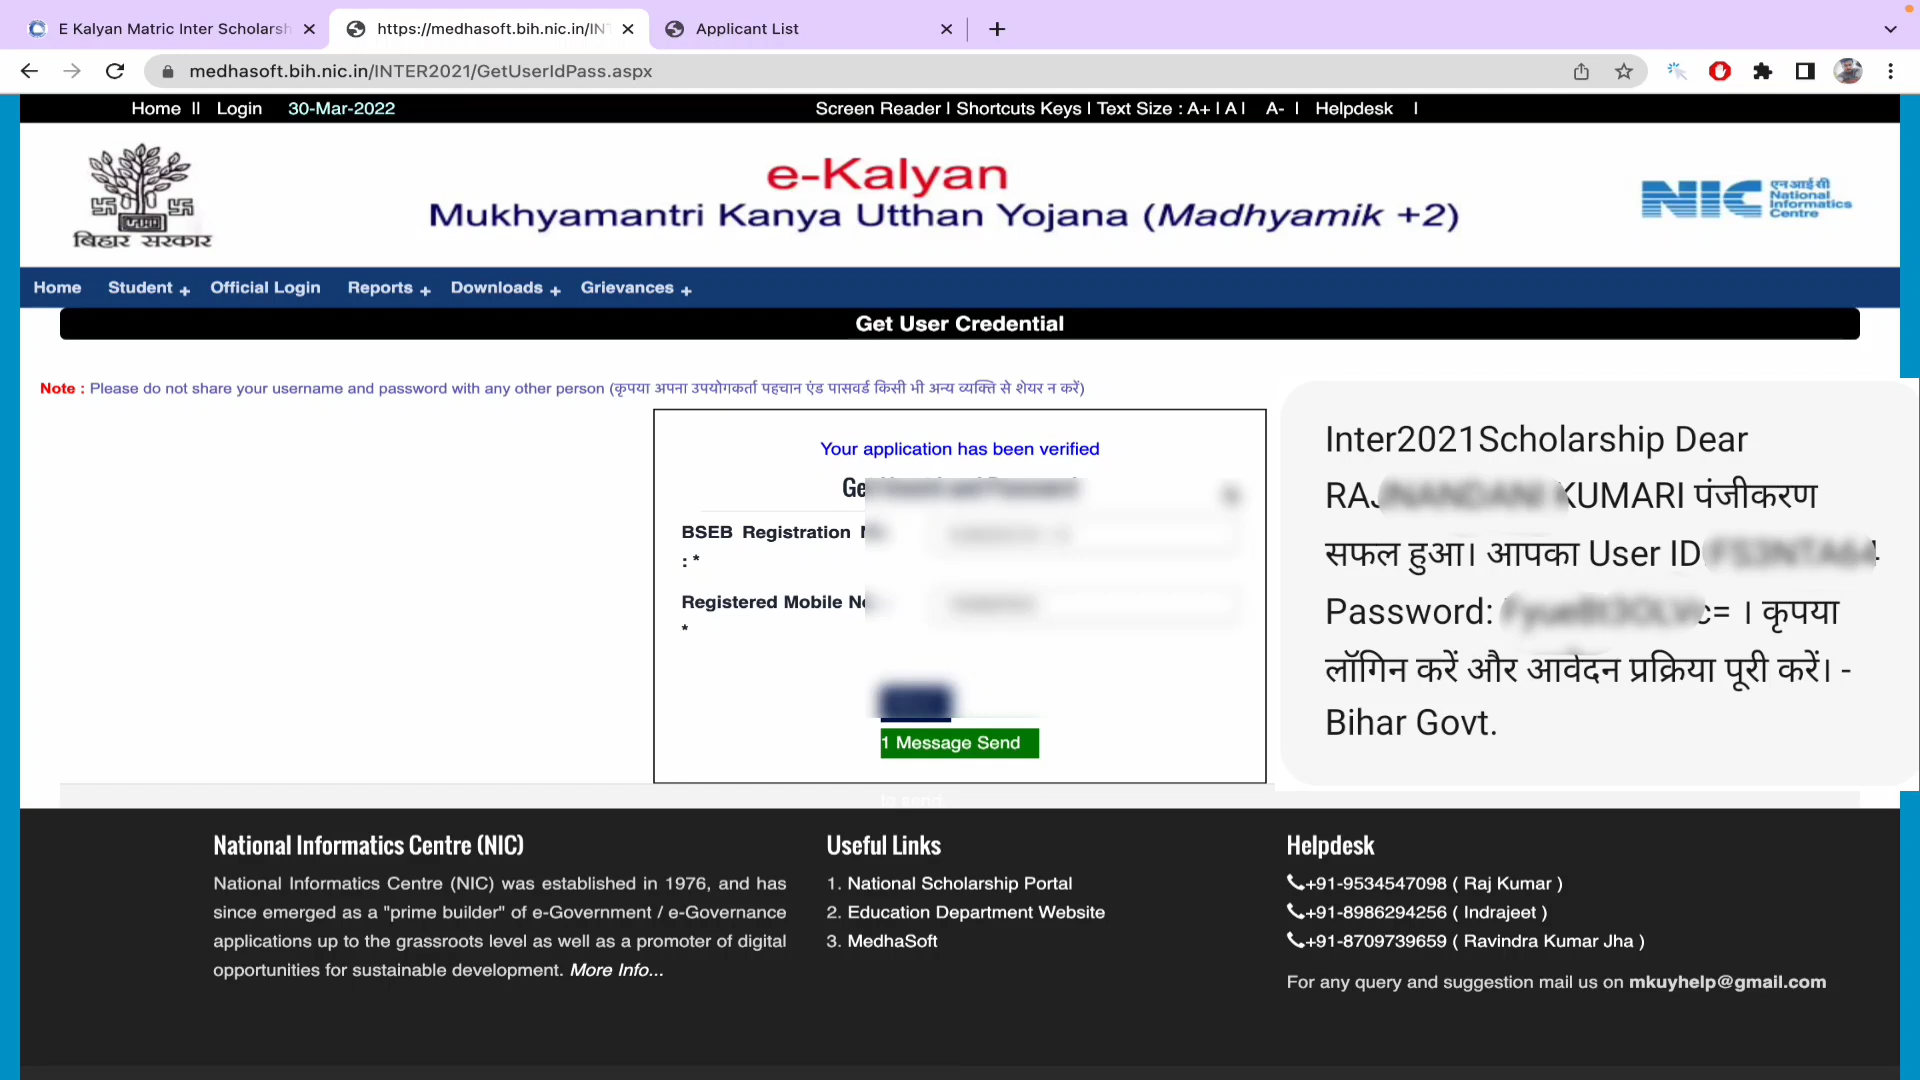 E Kalyan Matric Inter Scholarsh
https://medhasoft.bih.nic.in/IN
Applicant List
medhasoft.bih.nic.in/INTER2021/GetUserIdPass.aspx
Home || Login 30-Mar-2022
Screen Reader | Shortcuts Keys | Text Size : A+ | A | A- | Helpdesk |
बिहार सरकार
e-Kalyan
Mukhyamantri Kanya Utthan Yojana (Madhyamik +2)
NIC एन आई सी
National
Informatics
Centre
Home Student + Official Login Reports + Downloads + Grievances +
Get User Credential
Note : Please do not share your username and password with any other person (कृपया अपना उपयोगकर्ता पहचान एंड पासवर्ड किसी भी अन्य व्यक्ति से शेयर न करें)
Your application has been verified
BSEB Registration
: *
Registered Mobile
*
1 Message Send
Inter2021Scholarship Dear
KUMARI पंजीकरण
सफल हुआ। आपका User ID
Password: c= । कृपया
लॉगिन करें और आवेदन प्रक्रिया पूरी करें। -
Bihar Govt.
National Informatics Centre (NIC)
National Informatics Centre (NIC) was established in 1976, and has
since emerged as a "prime builder" of e-Government / e-Governance
applications up to the grassroots level as well as a promoter of digital
opportunities for sustainable development. More Info...
Useful Links
1. National Scholarship Portal
2. Education Department Website
3. MedhaSoft
Helpdesk
+91-9534547098 ( Raj Kumar )
+91-8986294256 ( Indrajeet )
+91-8709739659 ( Ravindra Kumar Jha )
For any query and suggestion mail us on mkuyhelp@gmail.com